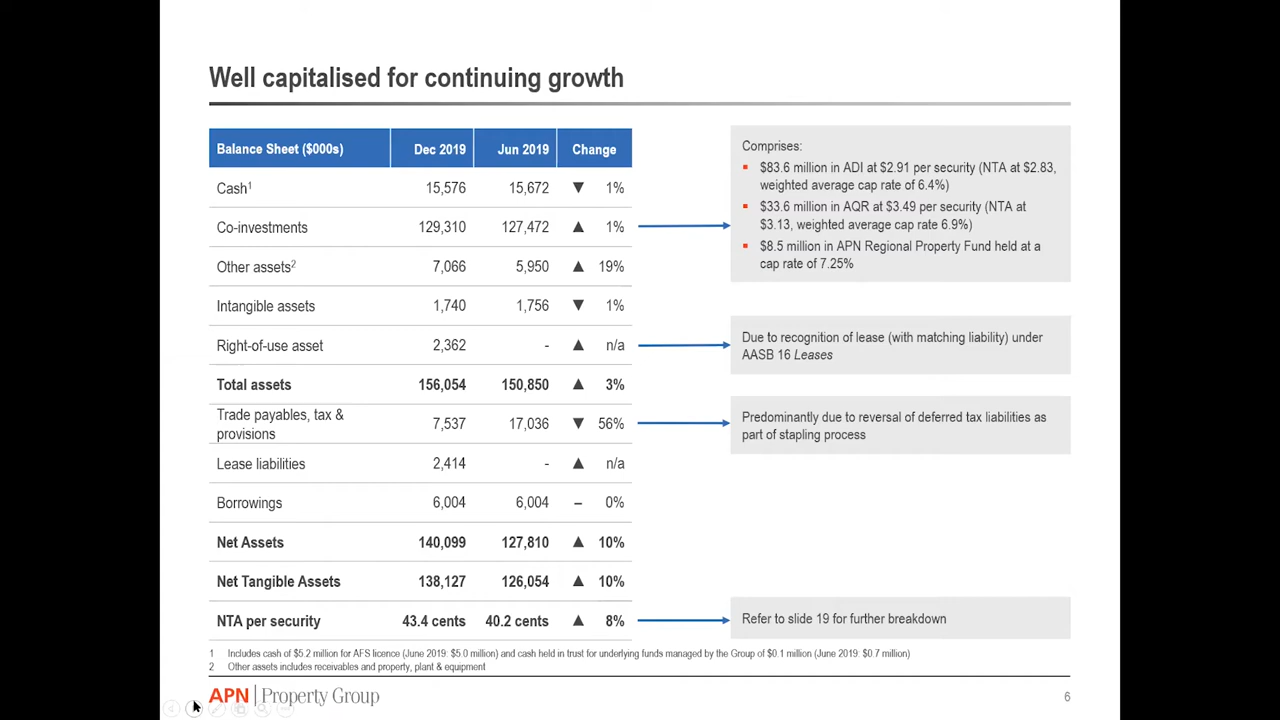 Well capitalised for continuing growth
Balance Sheet ($000s) Dec 2019 Jun 2019 Change
Cash1 15,576 15,672 ▼ 1%
Co-investments 129,310 127,472 ▲ 1%
Other assets2 7,066 5,950 ▲ 19%
Intangible assets 1,740 1,756 ▼ 1%
Right-of-use asset 2,362 - ▲ n/a
Total assets 156,054 150,850 ▲ 3%
Trade payables, tax &
provisions 7,537 17,036 ▼ 56%
Lease liabilities 2,414 - ▲ n/a
Borrowings 6,004 6,004 – 0%
Net Assets 140,099 127,810 ▲ 10%
Net Tangible Assets 138,127 126,054 ▲ 10%
NTA per security 43.4 cents 40.2 cents ▲ 8%
Comprises:
▪ $83.6 million in ADI at $2.91 per security (NTA at $2.83,
weighted average cap rate of 6.4%)
▪ $33.6 million in AQR at $3.49 per security (NTA at
$3.13, weighted average cap rate 6.9%)
▪ $8.5 million in APN Regional Property Fund held at a
cap rate of 7.25%
Due to recognition of lease (with matching liability) under
AASB 16 Leases
Predominantly due to reversal of deferred tax liabilities as
part of stapling process
Refer to slide 19 for further breakdown
1 Includes cash of $5.2 million for AFS licence (June 2019: $5.0 million) and cash held in trust for underlying funds managed by the Group of $0.1 million (June 2019: $0.7 million)
2 Other assets includes receivables and property, plant & equipment
APN | Property Group
6